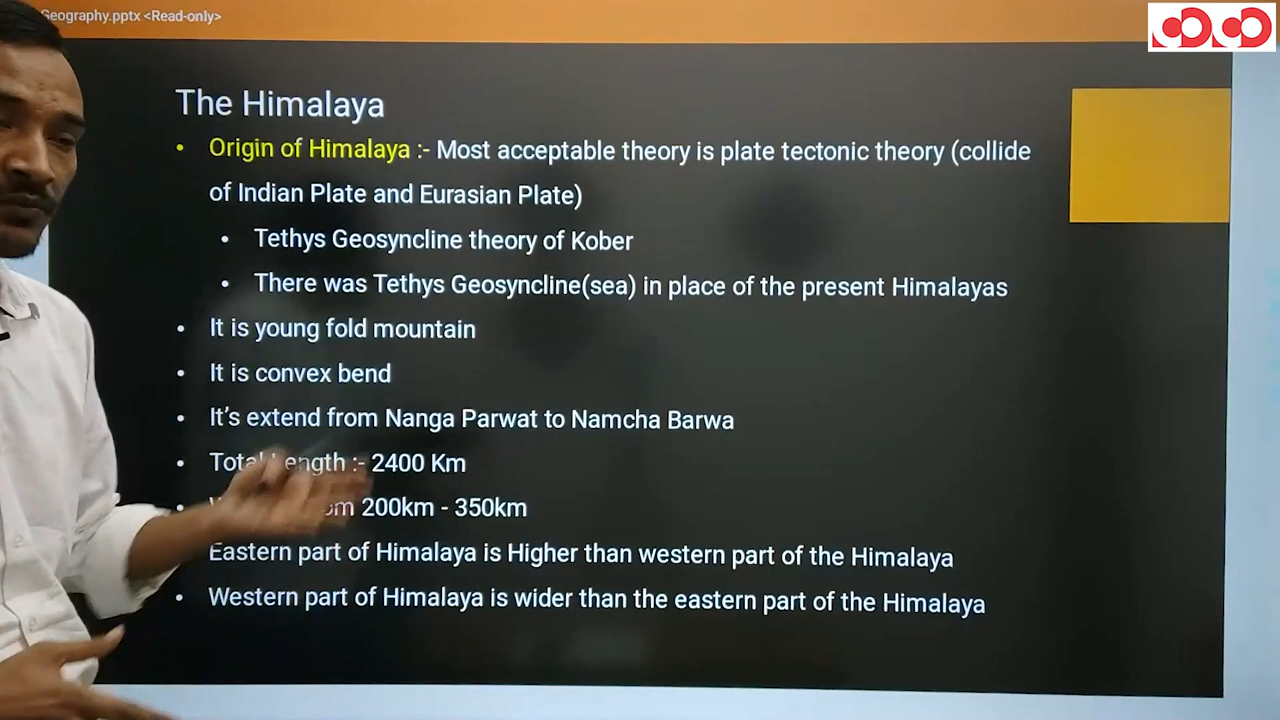 Geography.pptx <Read-only>
The Himalaya
• Origin of Himalaya :- Most acceptable theory is plate tectonic theory (collide
of Indian Plate and Eurasian Plate)
• Tethys Geosyncline theory of Kober
• There was Tethys Geosyncline(sea) in place of the present Himalayas
• It is young fold mountain
• It is convex bend
• It's extend from Nanga Parwat to Namcha Barwa
• Total Length :- 2400 Km
• 200km - 350km
Eastern part of Himalaya is Higher than western part of the Himalaya
• Western part of Himalaya is wider than the eastern part of the Himalaya